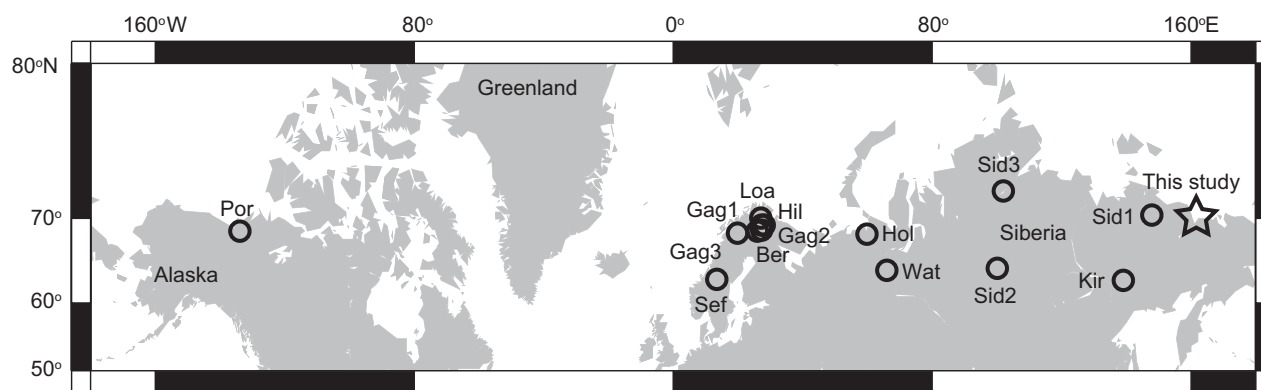 160°W 80° 0° 80° 160°E
80°N
Greenland
Sid3
Loa
This study
Por
Gag1 Hil
Sid1
70°
Gag2
Hol
Siberia
Gag3
Ber
Alaska
Wat
Kir
Sef
Sid2
60°
50°